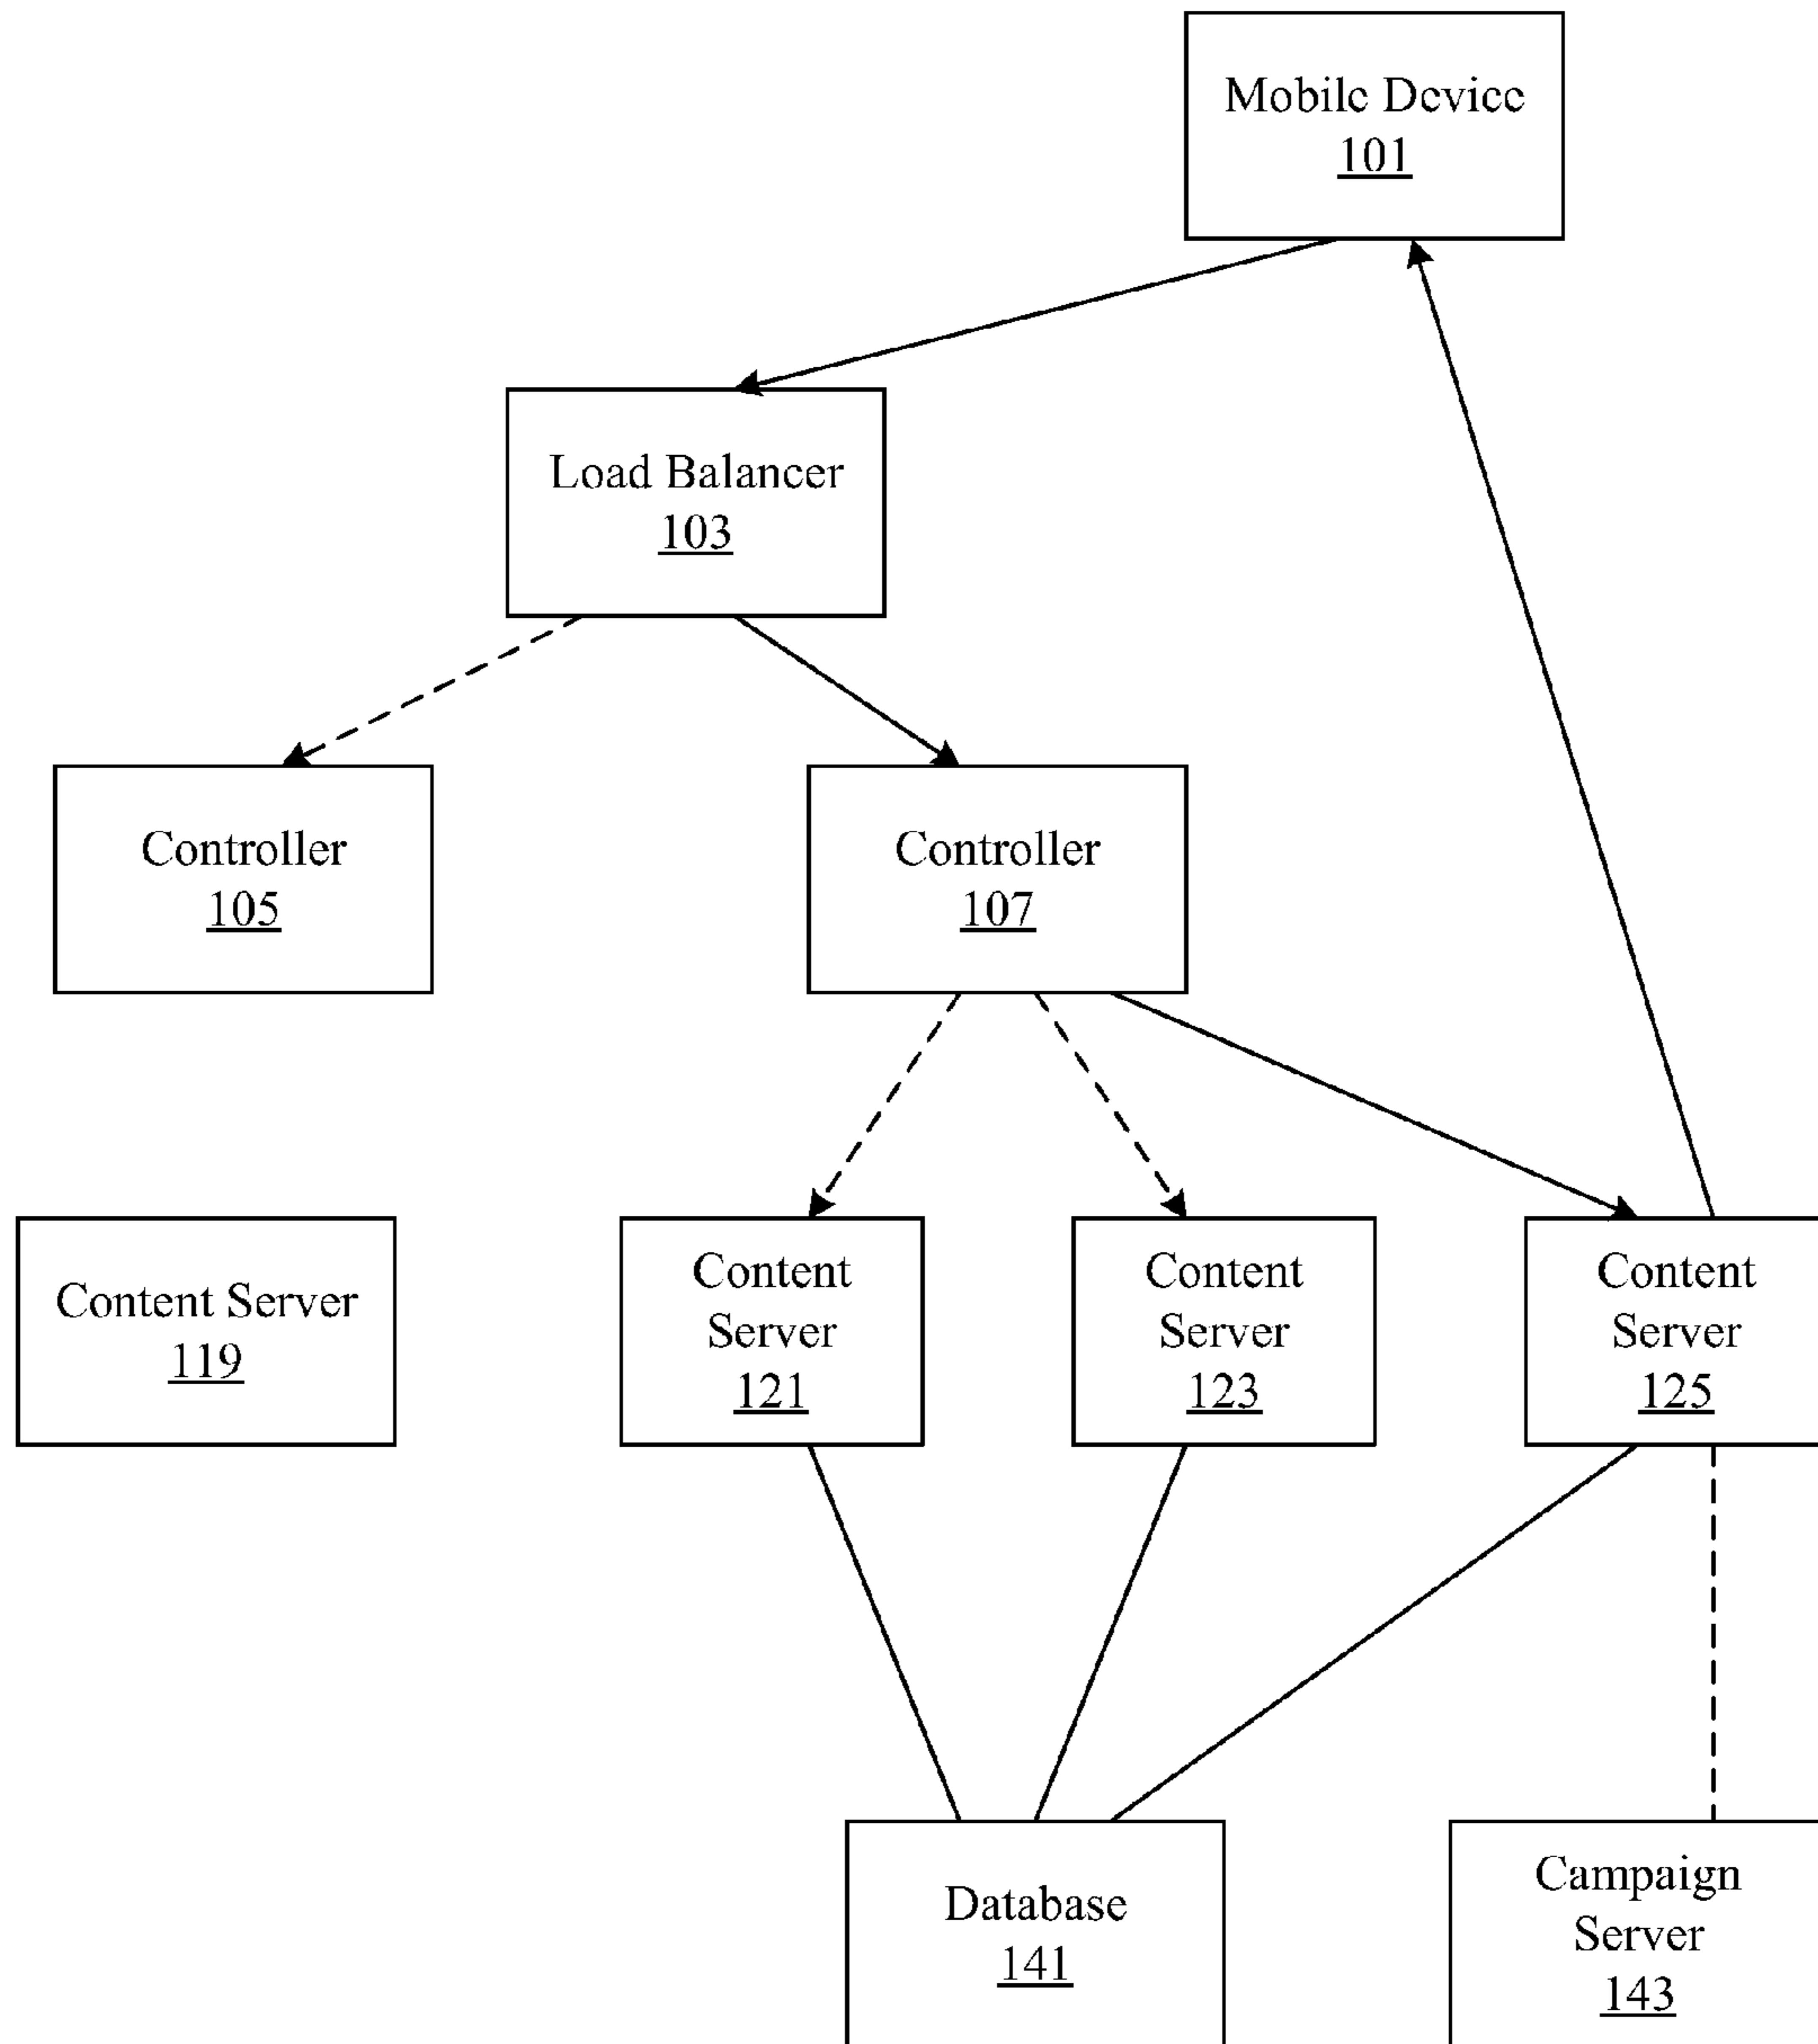 Mobile Device
101
Load Balancer
103
Controller
105
Controller
107
Content Server
119
Content
Server
121
Content
Server
123
Content
Server
125
Database
141
Campaign
Server
143